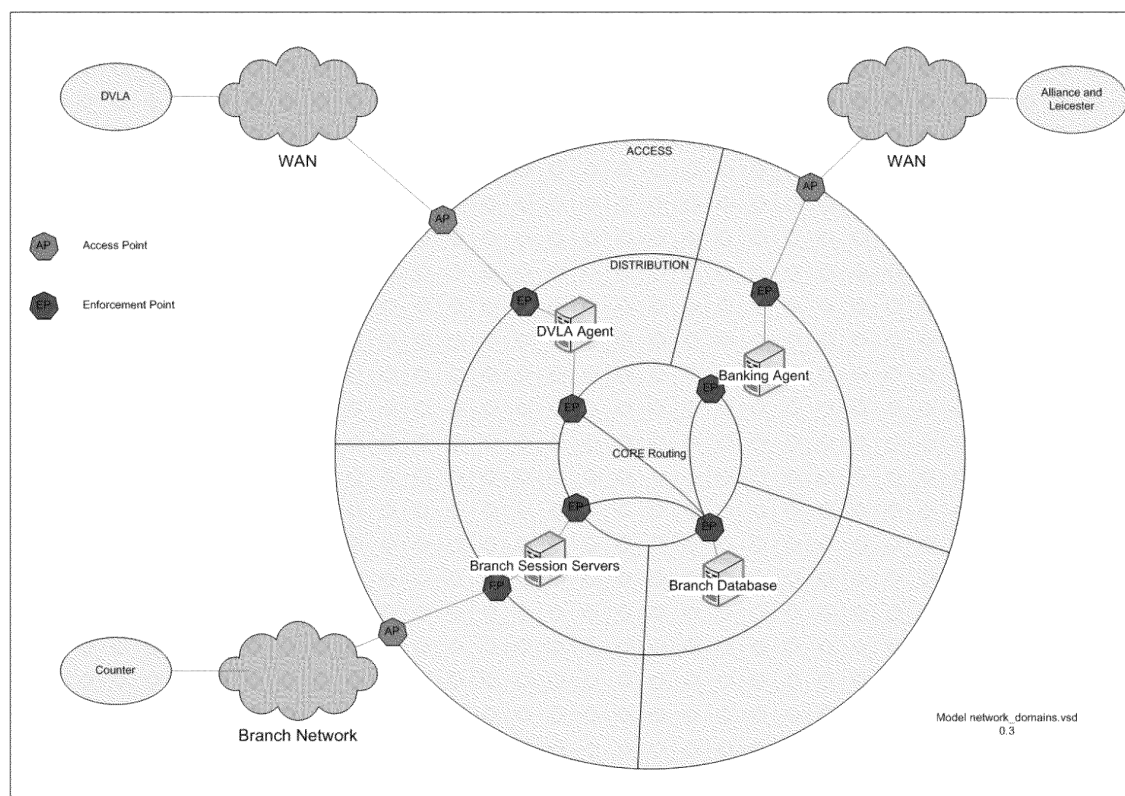 DVLA
WAN
Alliance and
Leicester
WAN
ACCESS
AP
AP
AP
Access Point
DISTRIBUTION
EP
Enforcement Point
EP
EP
DVLA Agent
Banking Agent
EP
EP
CORE Routing
EP
EP
Branch Session Servers
Branch Database
EP
AP
Counter
Branch Network
Model network_domains.vsd
0.3